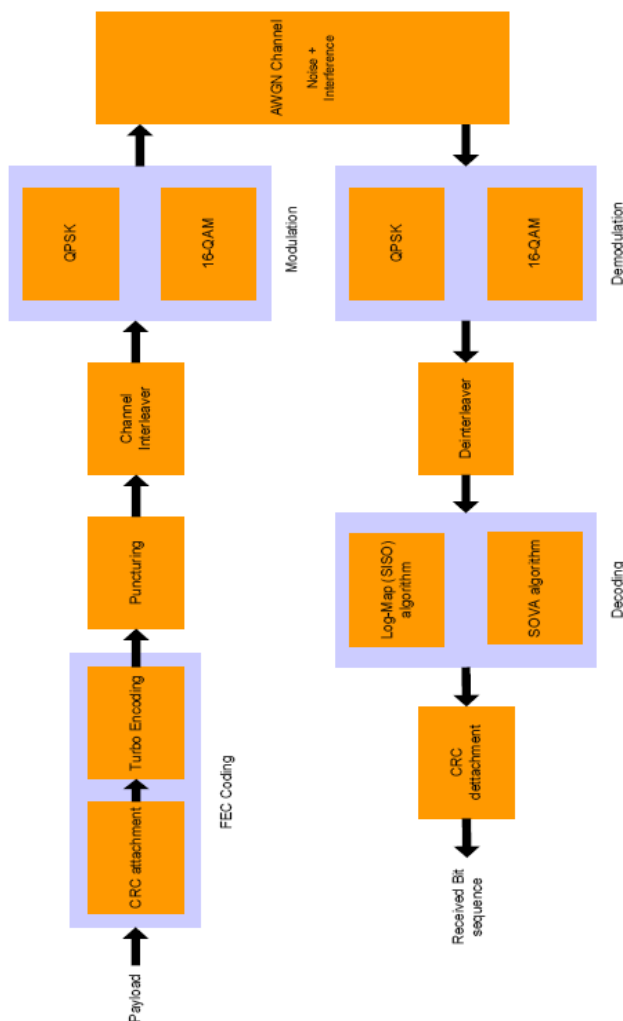 Payload
CRC attachment
Turbo Encoding
FEC Coding
Puncturing
Channel
Interleaver
QPSK
16-QAM
Modulation
AWGN Channel
Noise +
Interference
QPSK
16-QAM
Demodulation
Deinterleaver
Log-Map (SISO)
algorithm
SOVA algorithm
Decoding
CRC
dettachment
Received Bit
sequence